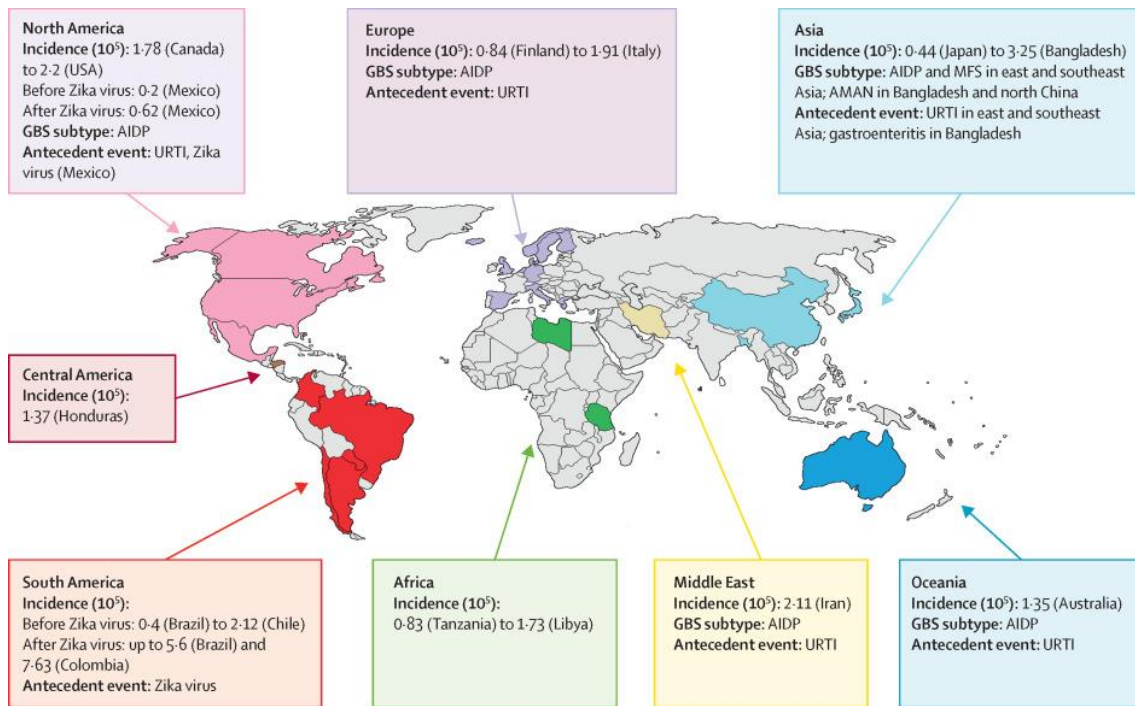 North America
Incidence (10⁵): 1·78 (Canada)
to 2·2 (USA)
Before Zika virus: 0·2 (Mexico)
After Zika virus: 0·62 (Mexico)
GBS subtype: AIDP
Antecedent event: URTI, Zika
virus (Mexico)
Europe
Incidence (10⁵): 0·84 (Finland) to 1·91 (Italy)
GBS subtype: AIDP
Antecedent event: URTI
Asia
Incidence (10⁵): 0·44 (Japan) to 3·25 (Bangladesh)
GBS subtype: AIDP and MFS in east and southeast
Asia; AMAN in Bangladesh and north China
Antecedent event: URTI in east and southeast
Asia; gastroenteritis in Bangladesh
Central America
Incidence (10⁵):
1·37 (Honduras)
South America
Incidence (10⁵):
Before Zika virus: 0·4 (Brazil) to 2·12 (Chile)
After Zika virus: up to 5·6 (Brazil) and
7·63 (Colombia)
Antecedent event: Zika virus
Africa
Incidence (10⁵):
0·83 (Tanzania) to 1·73 (Libya)
Middle East
Incidence (10⁵): 2·11 (Iran)
GBS subtype: AIDP
Antecedent event: URTI
Oceania
Incidence (10⁵): 1·35 (Australia)
GBS subtype: AIDP
Antecedent event: URTI